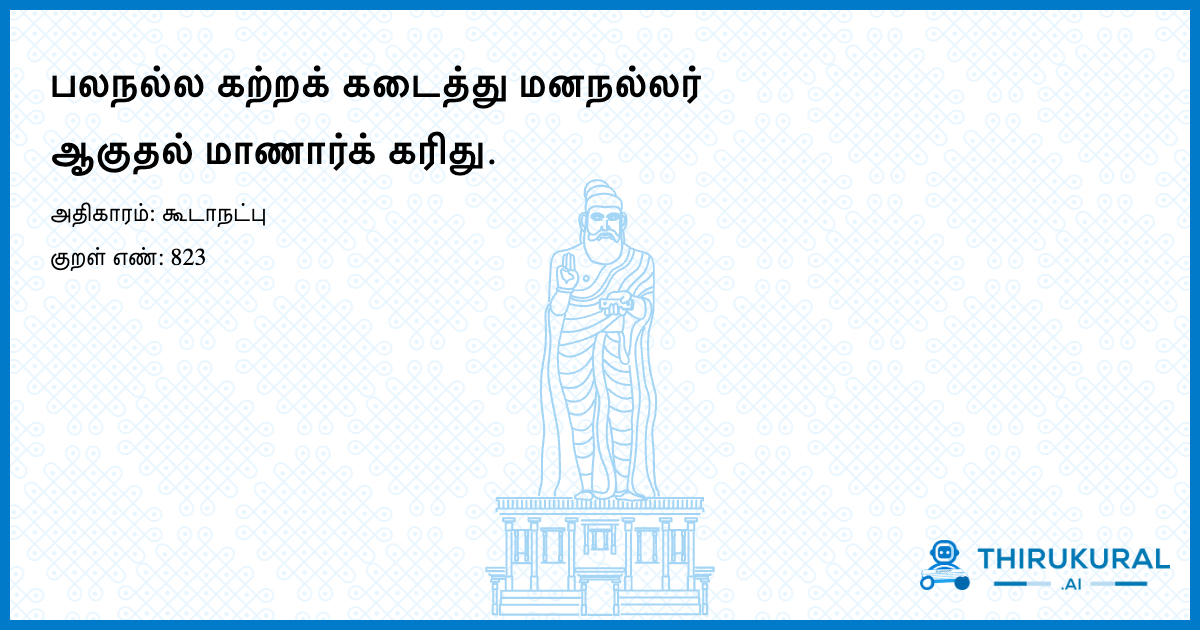 பலநல்ல கற்றக் கடைத்து மனநல்லர்
ஆகுதல் மாணார்க் கரிது.
அதிகாரம்: கூடாநட்பு
குறள் எண்: 823
THIRUKURAL
.AI